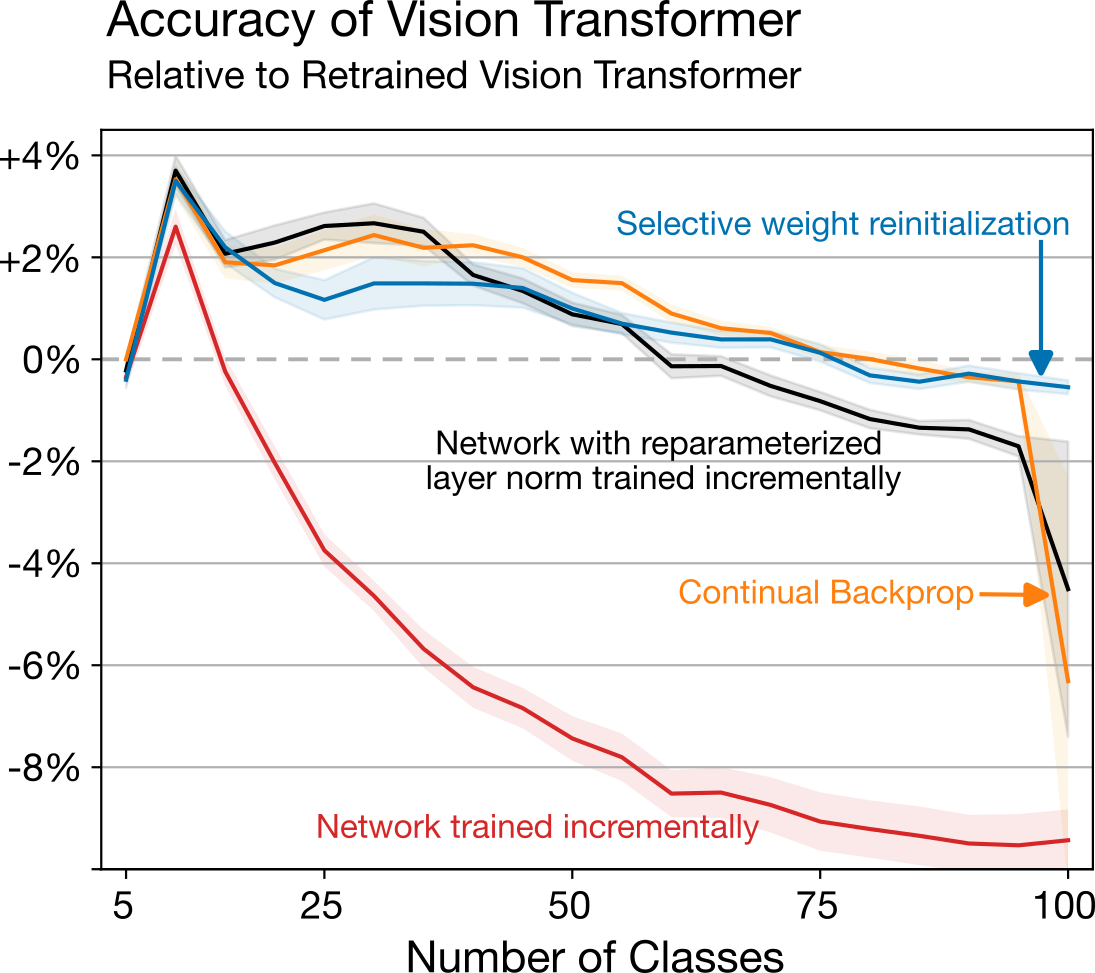 Accuracy of Vision Transformer
Relative to Retrained Vision Transformer
+4%
+2%
0%
-2%
-4%
-6%
-8%
Selective weight reinitialization
Network with reparameterized
layer norm trained incrementally
Continual Backprop
Network trained incrementally
5
25
50
75
100
Number of Classes